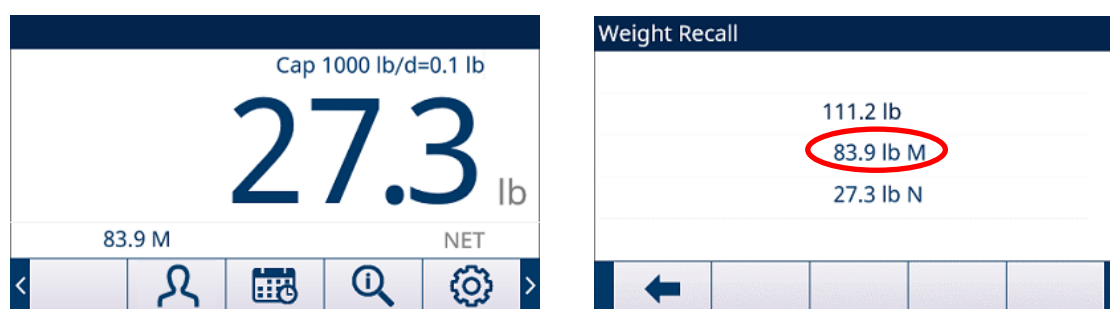 Cap 1000 lb/d=0.1 lb
27.3 lb
83.9 M NET
Weight Recall
111.2 lb
83.9 lb M
27.3 lb N